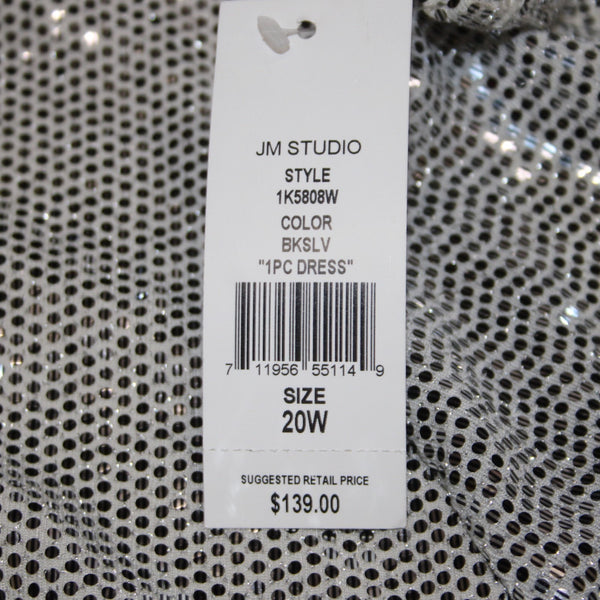 JM STUDIO
STYLE
1K5808W
COLOR
BKSLV
"1PC DRESS"
7 11956 55114 9
SIZE
20W
SUGGESTED RETAIL PRICE
$139.00